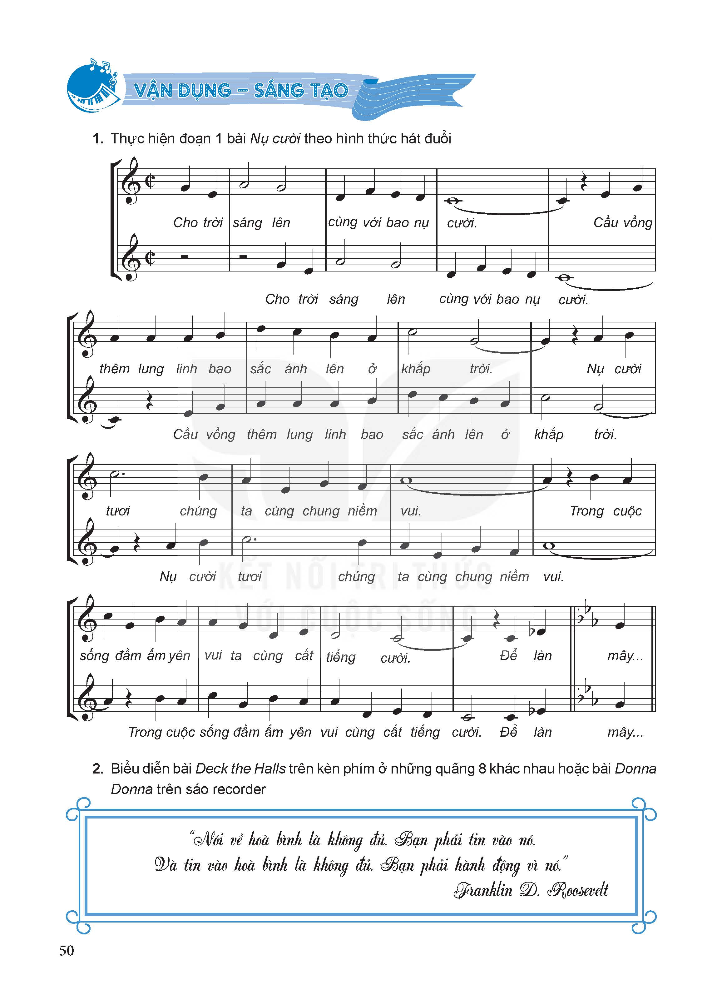 VẬN DỤNG – SÁNG TẠO
1. Thực hiện đoạn 1 bài Nụ cười theo hình thức hát đuổi
Cho trời sáng lên cùng với bao nụ cười. Cầu vồng
Cho trời sáng lên cùng với bao nụ cười.
thêm lung linh bao sắc ánh lên ở khắp trời. Nụ cười
Cầu vồng thêm lung linh bao sắc ánh lên ở khắp trời.
tươi chúng ta cùng chung niềm vui. Trong cuộc
Nụ cười tươi chúng ta cùng chung niềm vui.
KẾT NỐI TRI THỨC
VỚI CUỘC SỐNG
sống đầm ấm yên vui ta cùng cất tiếng cười. Để làn mây...
Trong cuộc sống đầm ấm yên vui cùng cất tiếng cười. Để làn mây...
2. Biểu diễn bài Deck the Halls trên kèn phím ở những quãng 8 khác nhau hoặc bài Donna
Donna trên sáo recorder
“Nói về hoà bình là không đủ. Bạn phải tin vào nó.
Và tin vào hoà bình là không đủ. Bạn phải hành động vì nó.”
Franklin D. Roosevelt
50